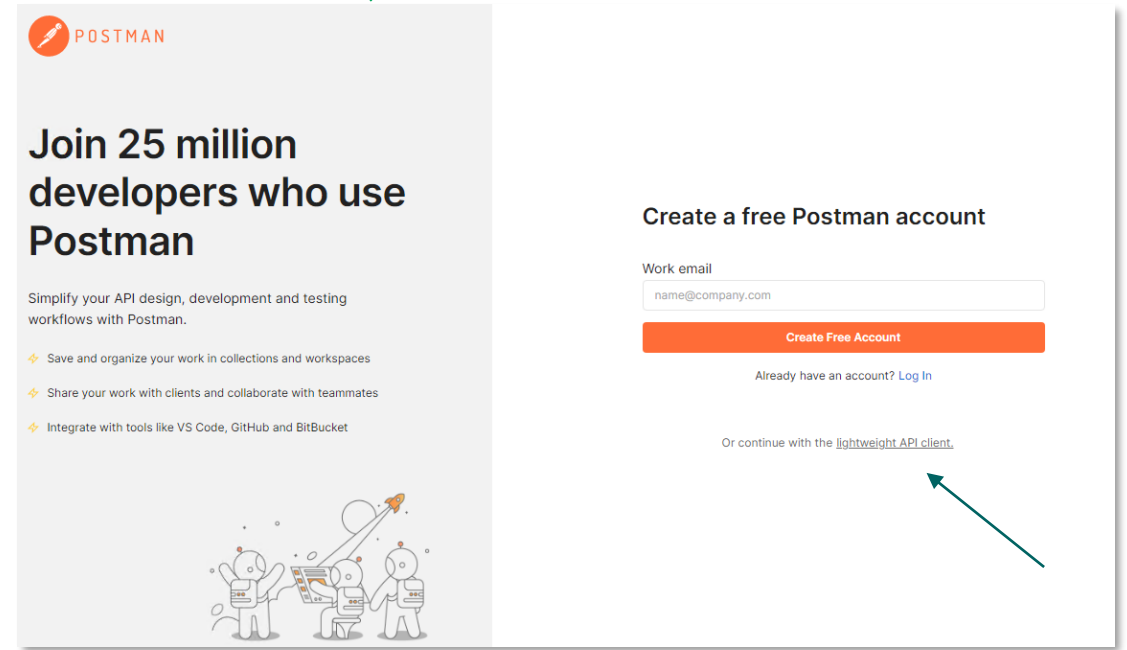 POSTMAN
Join 25 million
developers who use
Postman
Simplify your API design, development and testing
workflows with Postman.
Save and organize your work in collections and workspaces
Share your work with clients and collaborate with teammates
Integrate with tools like VS Code, GitHub and BitBucket
Create a free Postman account
Work email
name@company.com
Create Free Account
Already have an account? Log In
Or continue with the lightweight API client.